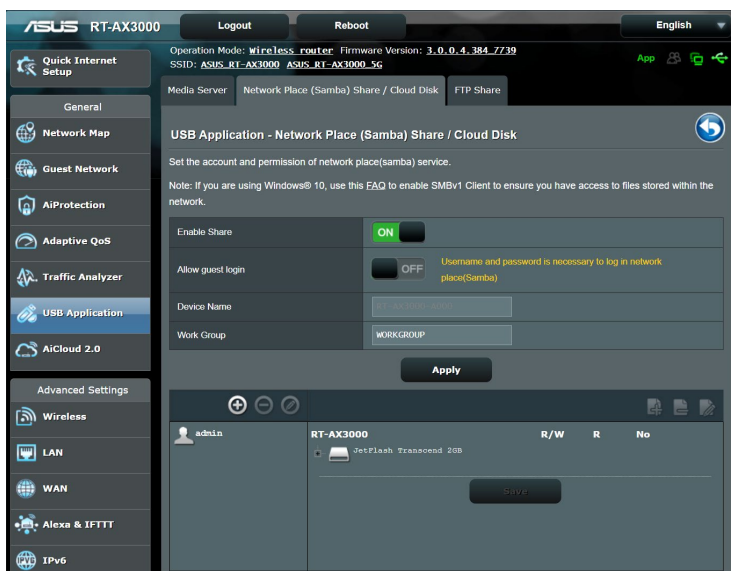 ASUS RT-AX3000
Logout
Reboot
English
Operation Mode: Wireless router Firmware Version: 3.0.0.4.384_7739
SSID: ASUS_RT-AX3000 ASUS_RT-AX3000_5G
App
Quick Internet
Setup
General
Network Map
Guest Network
AiProtection
Adaptive QoS
Traffic Analyzer
USB Application
AiCloud 2.0
Advanced Settings
Wireless
LAN
WAN
Alexa & IFTTT
IPv6
Media Server
Network Place (Samba) Share / Cloud Disk
FTP Share
USB Application - Network Place (Samba) Share / Cloud Disk
Set the account and permission of network place(samba) service.
Note: If you are using Windows® 10, use this FAQ to enable SMBv1 Client to ensure you have access to files stored within the
network.
Enable Share
ON
Allow guest login
OFF
Username and password is necessary to log in network
place(Samba)
Device Name
Work Group
WORKGROUP
Apply
admin
RT-AX3000
R/W
R
No
JetFlash Transcend 2GB
Save